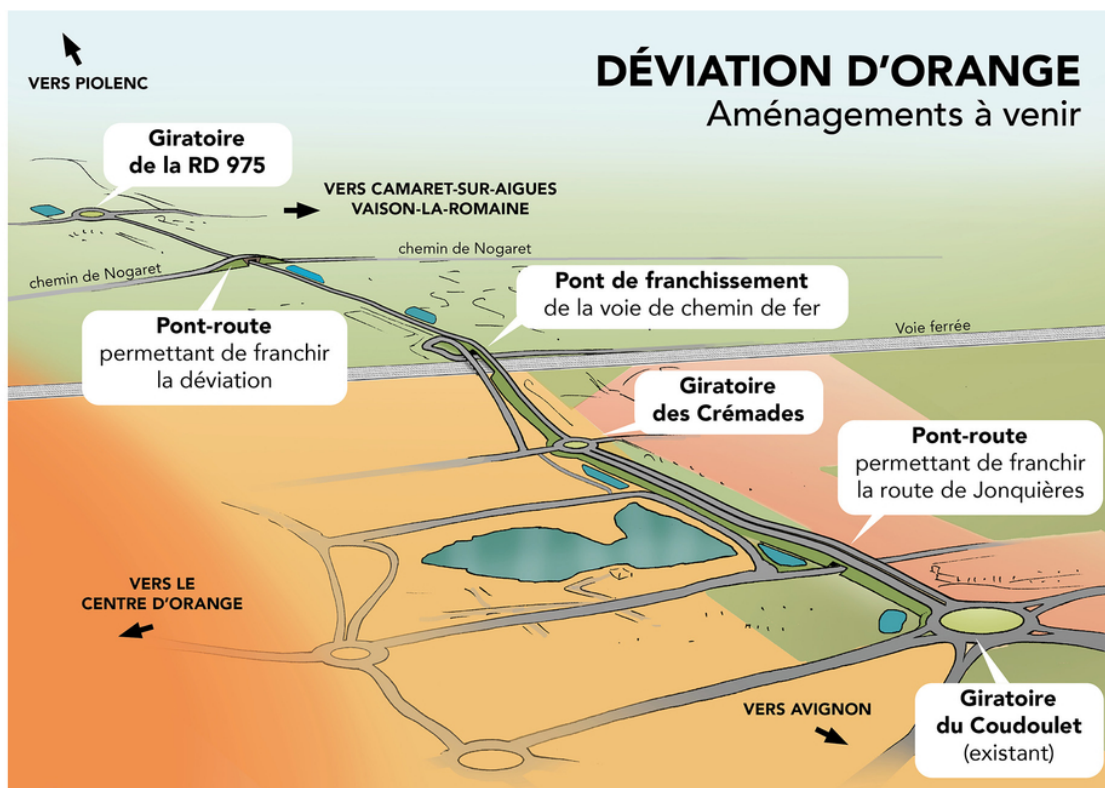 DÉVIATION D'ORANGE
Aménagements à venir
VERS PIOLENC
Giratoire
de la RD 975
VERS CAMARET-SUR-AIGUES
VAISON-LA-ROMAINE
chemin de Nogaret
chemin de Nogaret
Pont de franchissement
de la voie de chemin de fer
Pont-route
permettant de franchir
la déviation
Voie ferrée
Giratoire
des Crémades
Pont-route
permettant de franchir
la route de Jonquières
VERS LE
CENTRE D'ORANGE
VERS AVIGNON
Giratoire
du Coudoulet
(existant)